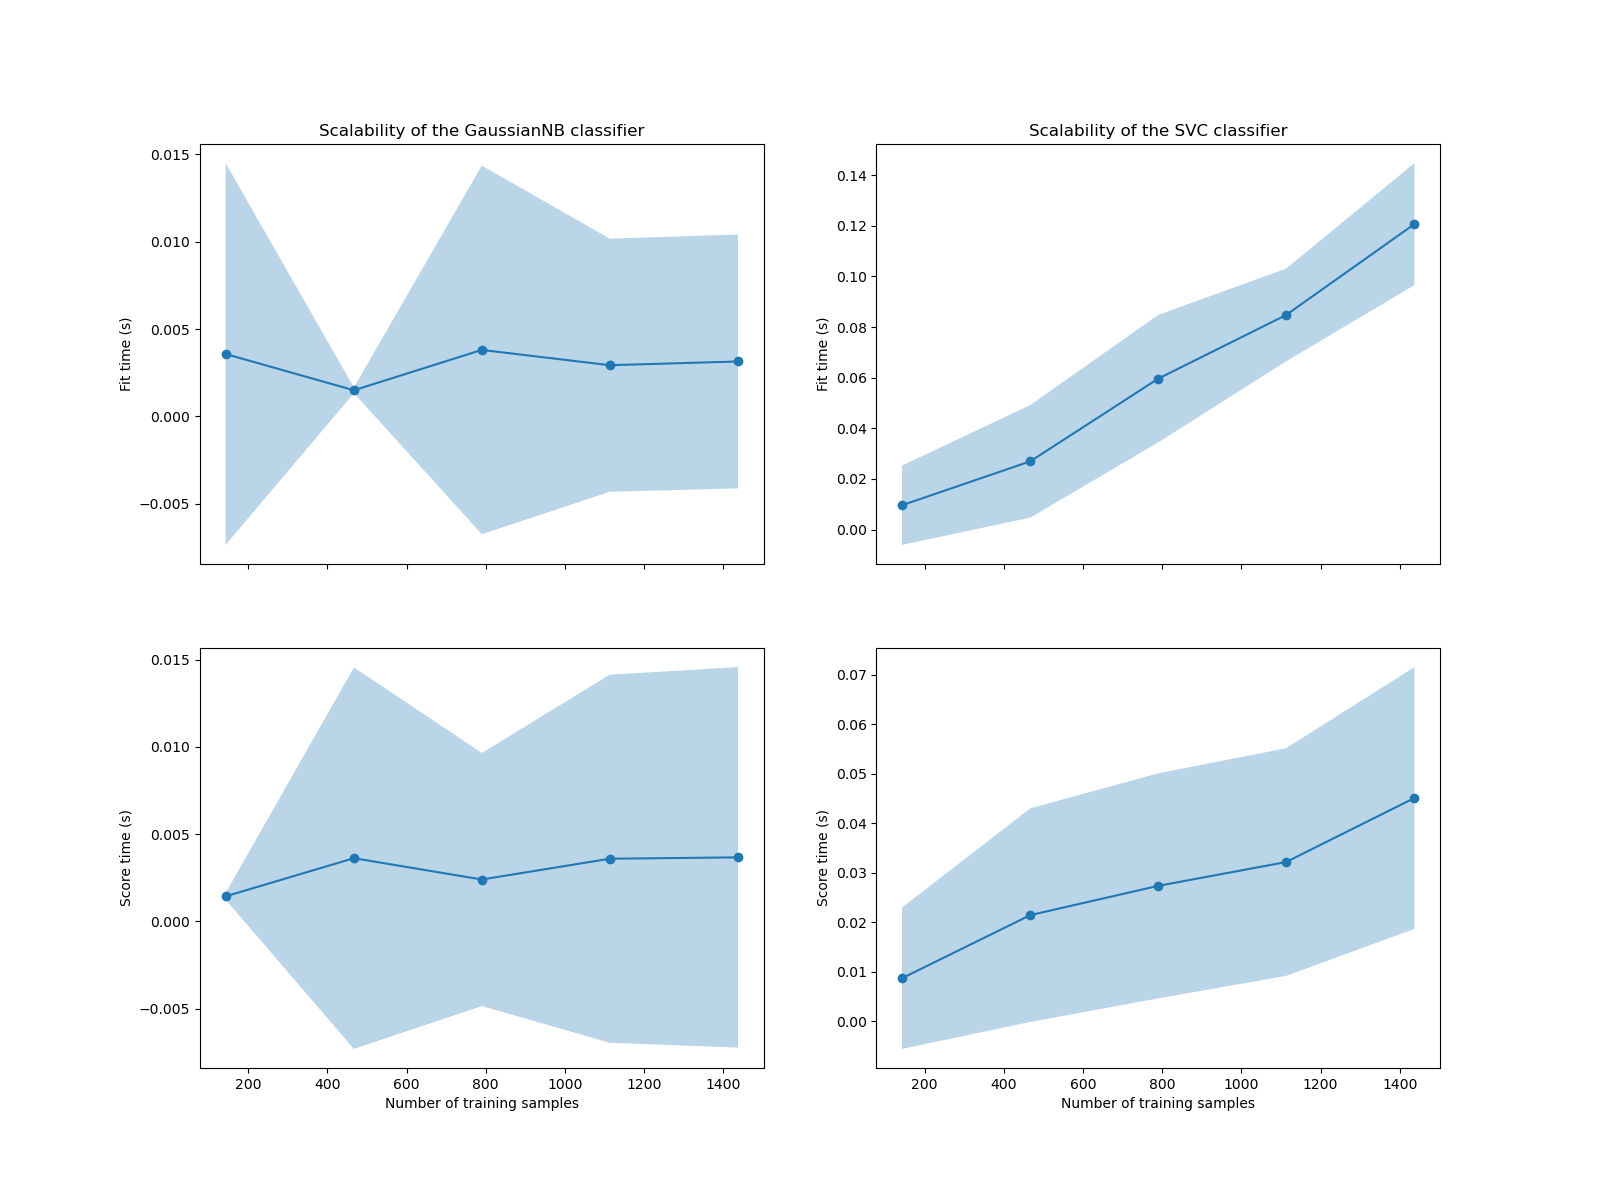 Scalability of the GaussianNB classifier
0.015
0.010
0.005
0.000
−0.005
Fit time (s)
Scalability of the SVC classifier
0.14
0.12
0.10
0.08
0.06
0.04
0.02
0.00
Fit time (s)
0.015
0.010
0.005
0.000
−0.005
Score time (s)
200 400 600 800 1000 1200 1400
Number of training samples
0.07
0.06
0.05
0.04
0.03
0.02
0.01
0.00
Score time (s)
200 400 600 800 1000 1200 1400
Number of training samples